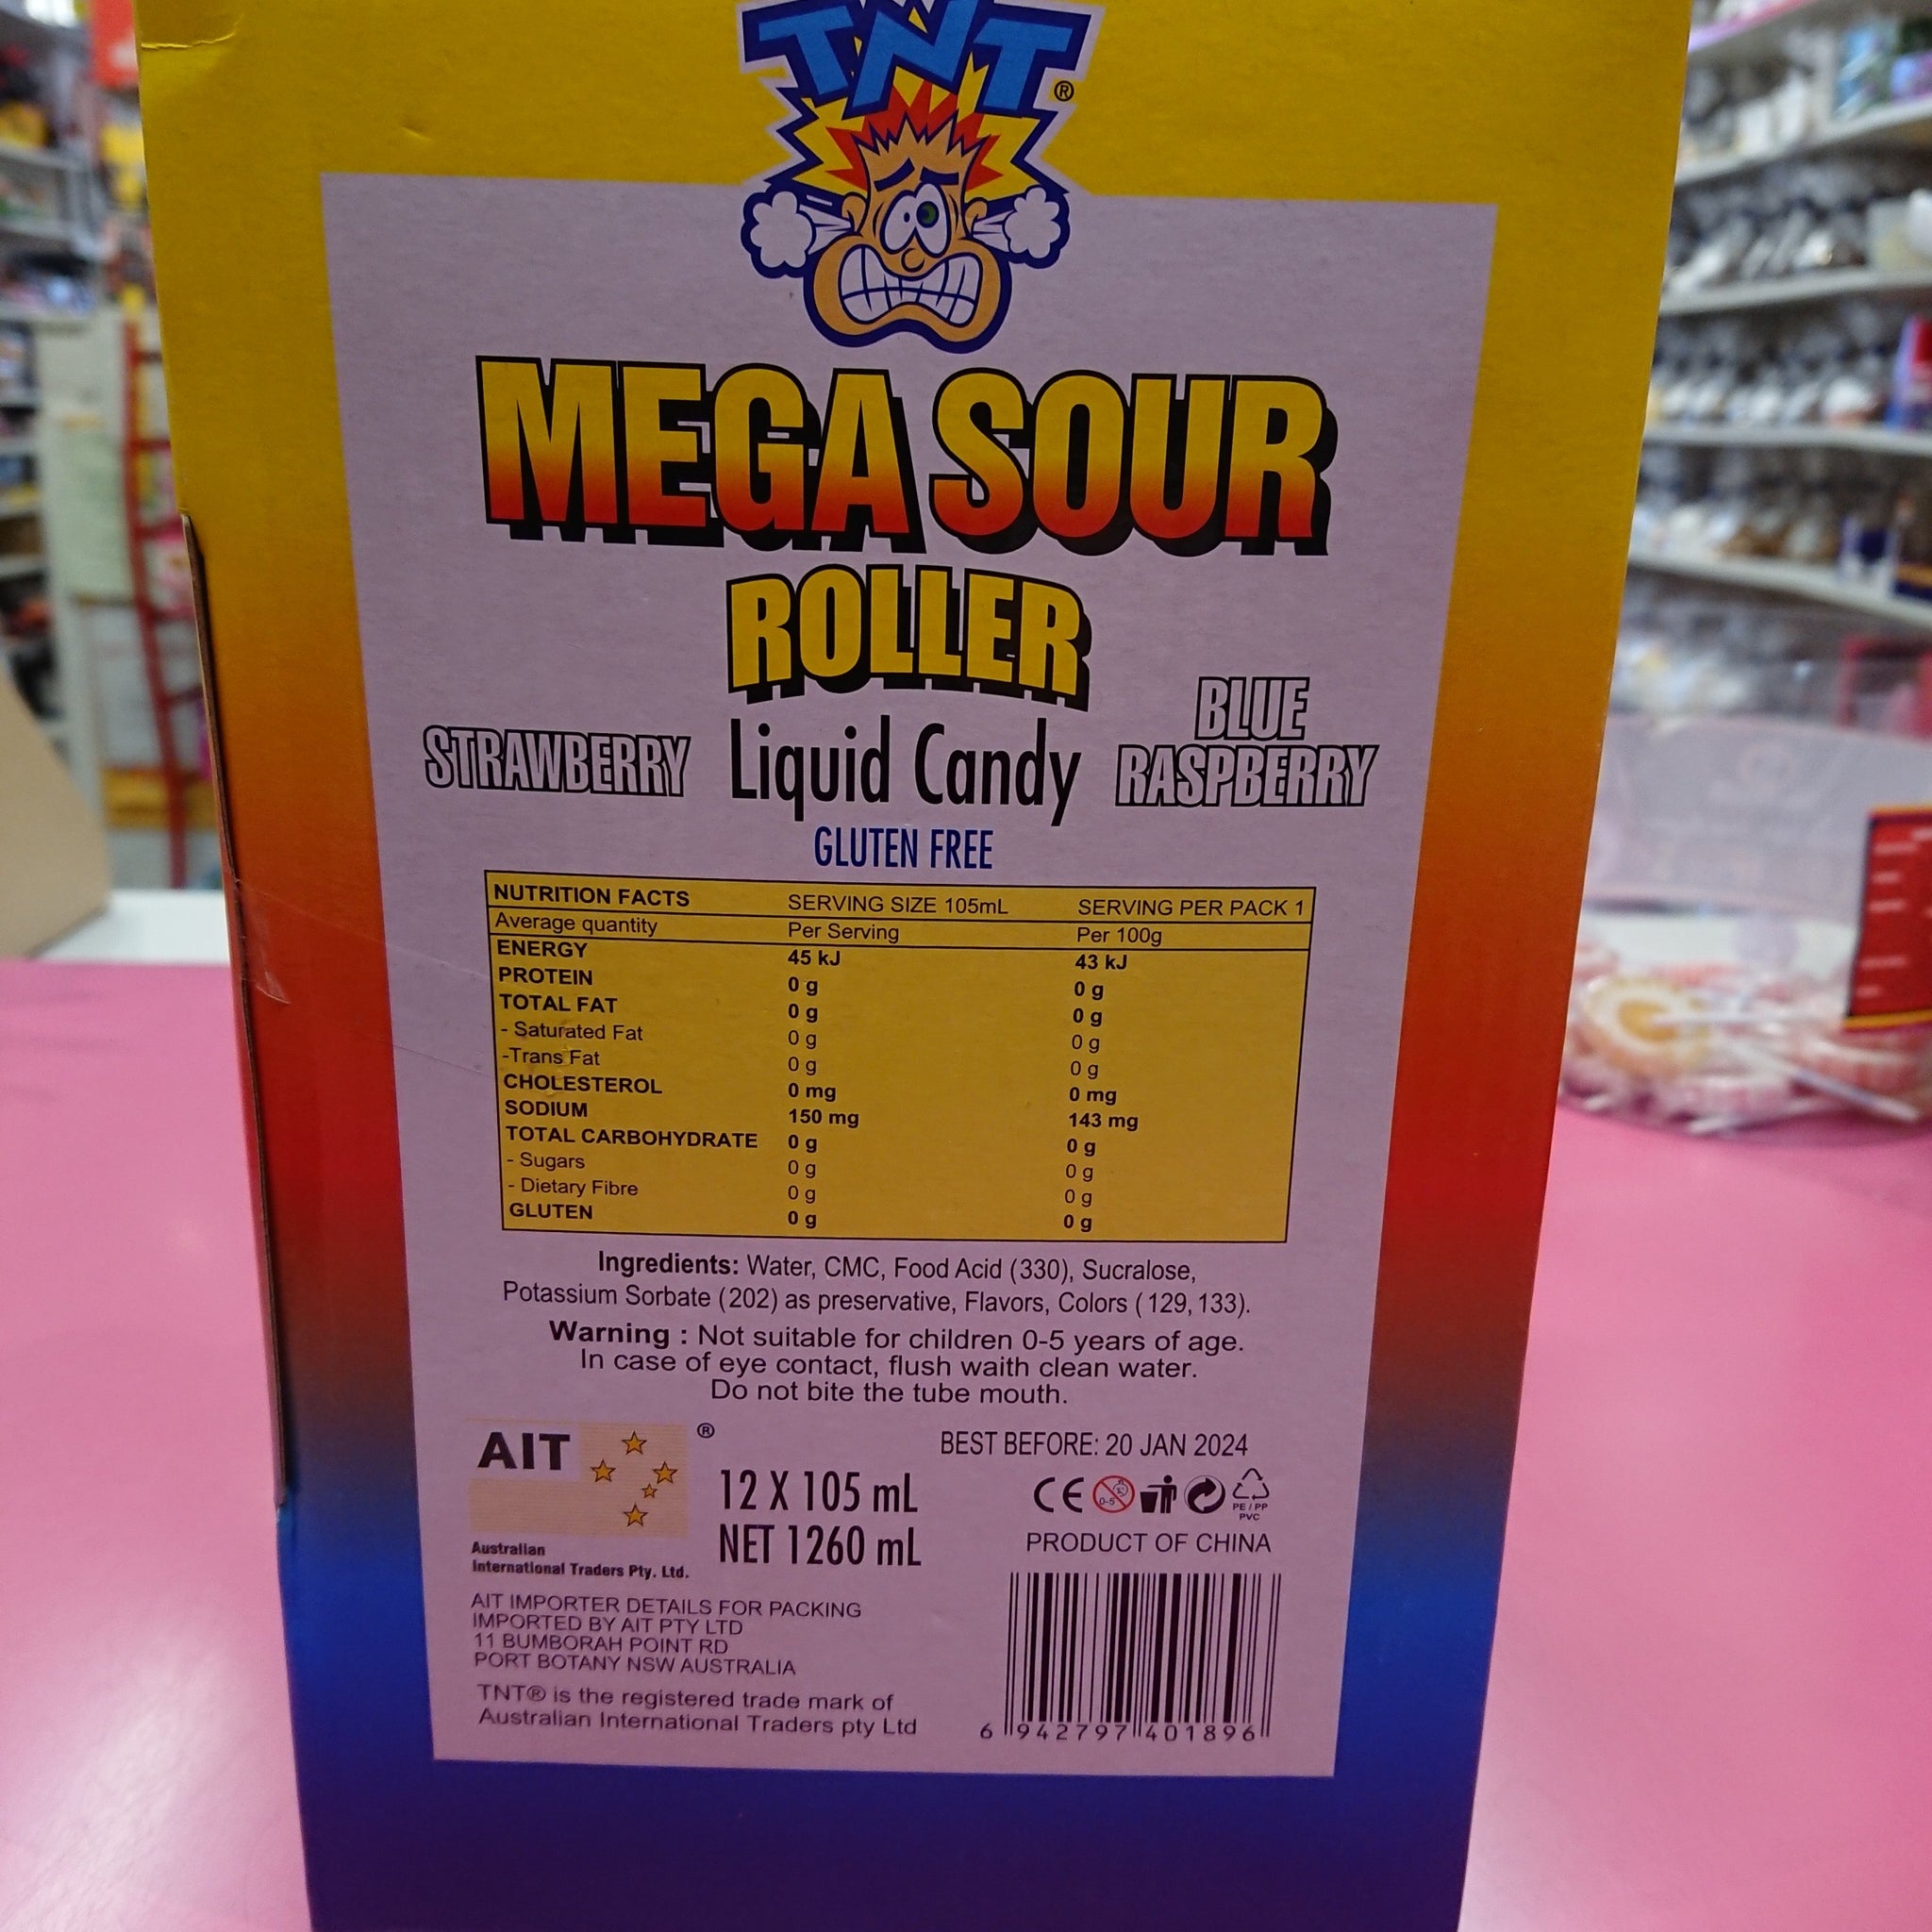 TNT®
MEGA SOUR
ROLLER
STRAWBERRY
Liquid Candy
BLUE
RASPBERRY
GLUTEN FREE
NUTRITION FACTS SERVING SIZE 105mL SERVING PER PACK 1
Average quantity Per Serving Per 100g
ENERGY 45 kJ 43 kJ
PROTEIN 0 g 0 g
TOTAL FAT 0 g 0 g
- Saturated Fat 0 g 0 g
-Trans Fat 0 g 0 g
CHOLESTEROL 0 mg 0 mg
SODIUM 150 mg 143 mg
TOTAL CARBOHYDRATE 0 g 0 g
- Sugars 0 g 0 g
- Dietary Fibre 0 g 0 g
GLUTEN 0 g 0 g
Ingredients: Water, CMC, Food Acid (330), Sucralose,
Potassium Sorbate (202) as preservative, Flavors, Colors (129, 133).
Warning : Not suitable for children 0-5 years of age.
In case of eye contact, flush waith clean water.
Do not bite the tube mouth.
AIT ®
Australian
International Traders Pty. Ltd.
12 X 105 mL
NET 1260 mL
BEST BEFORE: 20 JAN 2024
CE 0-5 PE / PP
PVC
PRODUCT OF CHINA
AIT IMPORTER DETAILS FOR PACKING
IMPORTED BY AIT PTY LTD
11 BUMBORAH POINT RD
PORT BOTANY NSW AUSTRALIA
TNT® is the registered trade mark of
Australian International Traders pty Ltd
6 942797 401896